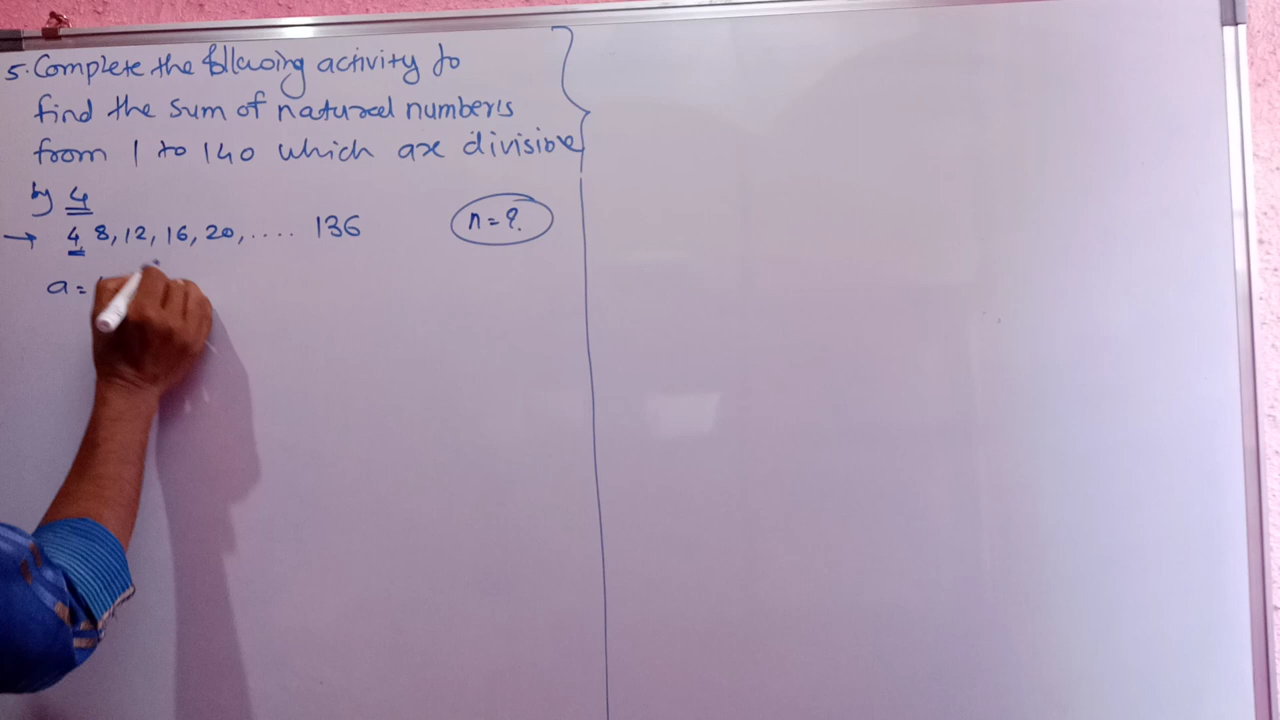 5. Complete the following activity to
find the sum of natural numbers
from 1 to 140 which are divisible
by 4
→ 4, 8, 12, 16, 20, .... 136 n=?
a=